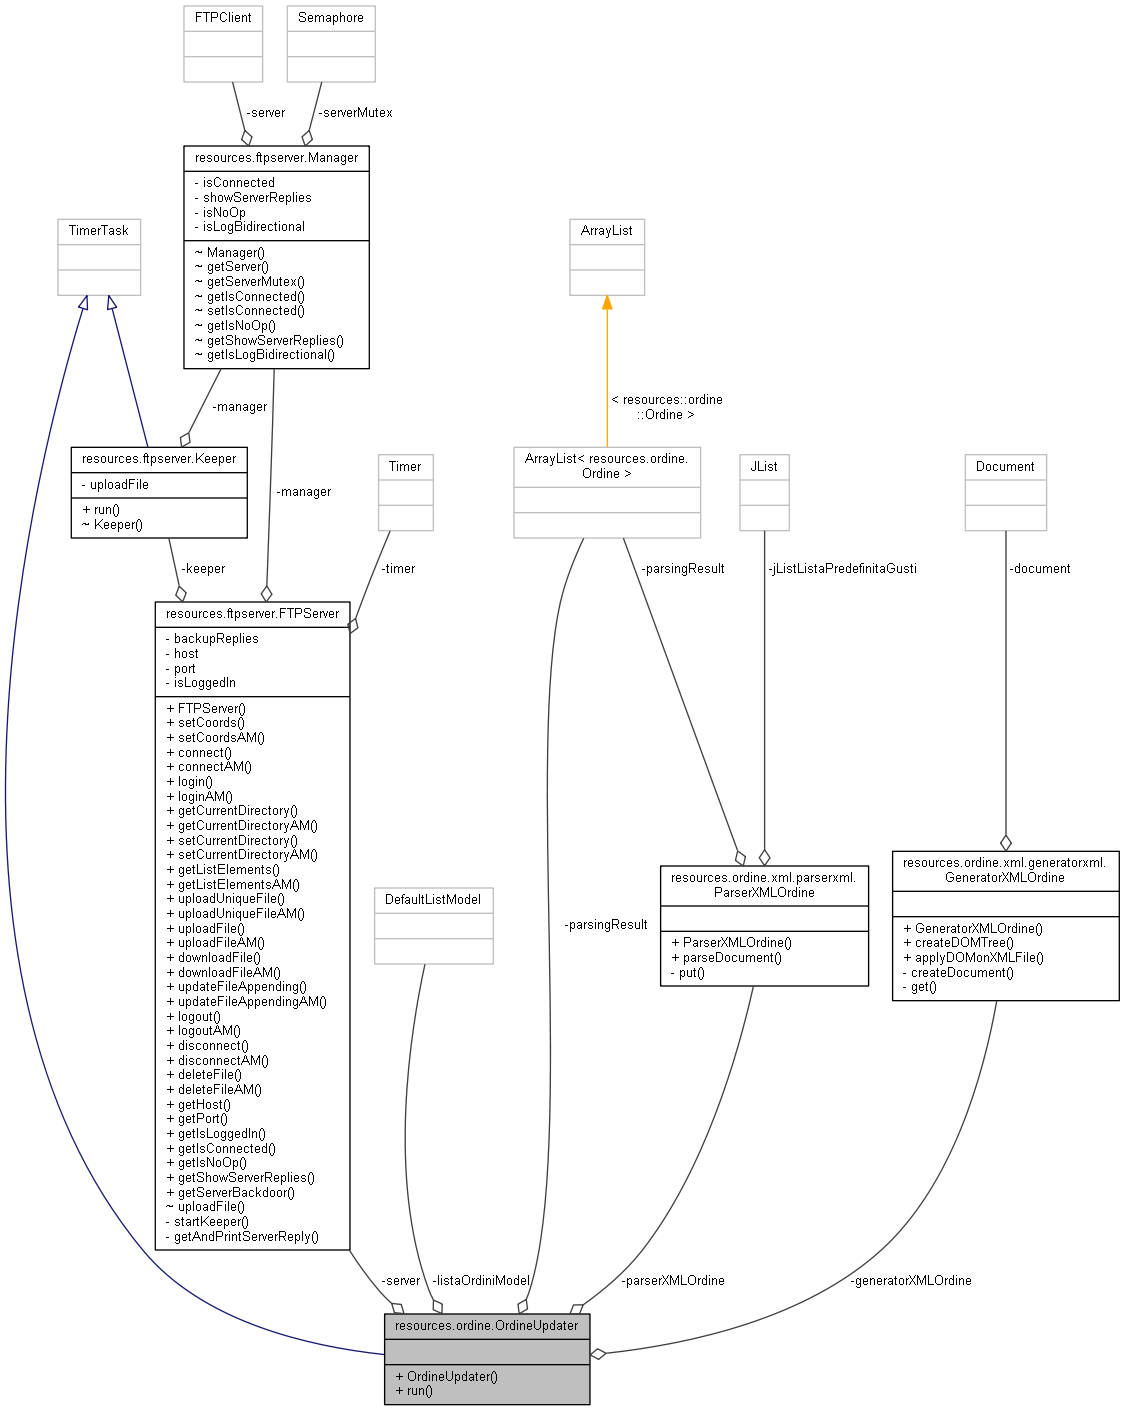 FTPClient
Semaphore
-server
-serverMutex
resources.ftpserver.Manager
- isConnected
- showServerReplies
- isNoOp
- isLogBidirectional
~ Manager()
~ getServer()
~ getServerMutex()
~ getIsConnected()
~ setIsConnected()
~ getIsNoOp()
~ getShowServerReplies()
~ getIsLogBidirectional()
TimerTask
ArrayList
-manager
< resources::ordine
::Ordine >
resources.ftpserver.Keeper
- uploadFile
+ run()
~ Keeper()
-manager
Timer
ArrayList< resources.ordine.
Ordine >
JList
Document
-keeper
-timer
-parsingResult
-jListListaPredefinitaGusti
-document
resources.ftpserver.FTPServer
- backupReplies
- host
- port
- isLoggedIn
+ FTPServer()
+ setCoords()
+ setCoordsAM()
+ connect()
+ connectAM()
+ login()
+ loginAM()
+ getCurrentDirectory()
+ getCurrentDirectoryAM()
+ setCurrentDirectory()
+ setCurrentDirectoryAM()
+ getListElements()
+ getListElementsAM()
+ uploadUniqueFile()
+ uploadUniqueFileAM()
+ uploadFile()
+ uploadFileAM()
+ downloadFile()
+ downloadFileAM()
+ updateFileAppending()
+ updateFileAppendingAM()
+ logout()
+ logoutAM()
+ disconnect()
+ disconnectAM()
+ deleteFile()
+ deleteFileAM()
+ getHost()
+ getPort()
+ getIsLoggedIn()
+ getIsConnected()
+ getIsNoOp()
+ getShowServerReplies()
+ getServerBackdoor()
~ uploadFile()
- startKeeper()
- getAndPrintServerReply()
DefaultListModel
-parsingResult
resources.ordine.xml.parserxml.
ParserXMLOrdine
+ ParserXMLOrdine()
+ parseDocument()
- put()
resources.ordine.xml.generatorxml.
GeneratorXMLOrdine
+ GeneratorXMLOrdine()
+ createDOMTree()
+ applyDOMonXMLFile()
- createDocument()
- get()
-server
-listaOrdiniModel
-parserXMLOrdine
-generatorXMLOrdine
resources.ordine.OrdineUpdater
+ OrdineUpdater()
+ run()